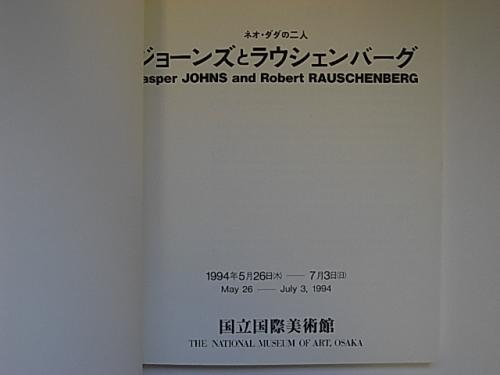 ネオ・ダダの二人
ジョーンズとラウシェンバーグ
asper JOHNS and Robert RAUSCHENBERG
1994年5月26日(木) —— 7月3日(日)
May 26 —— July 3, 1994
国立国際美術館
THE NATIONAL MUSEUM OF ART, OSAKA